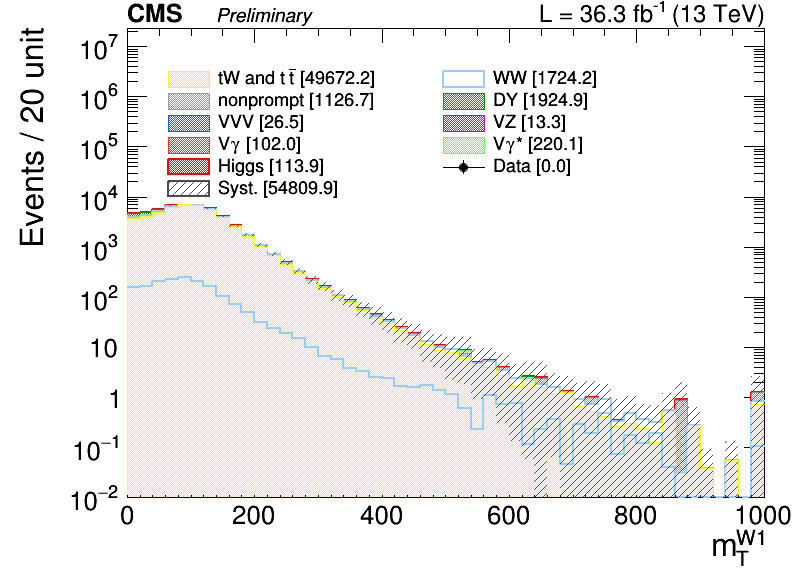 CMS Preliminary L = 36.3 fb⁻¹ (13 TeV)
Events / 20 unit
10⁷
10⁶
10⁵
10⁴
10³
10²
10
1
10⁻¹
10⁻²
tW and tt̄ [49672.2]
WW [1724.2]
nonprompt [1126.7]
DY [1924.9]
VVV [26.5]
VZ [13.3]
Vγ [102.0]
Vγ* [220.1]
Higgs [113.9]
Data [0.0]
Syst. [54809.9]
0 200 400 600 800 1000
m_T^W1